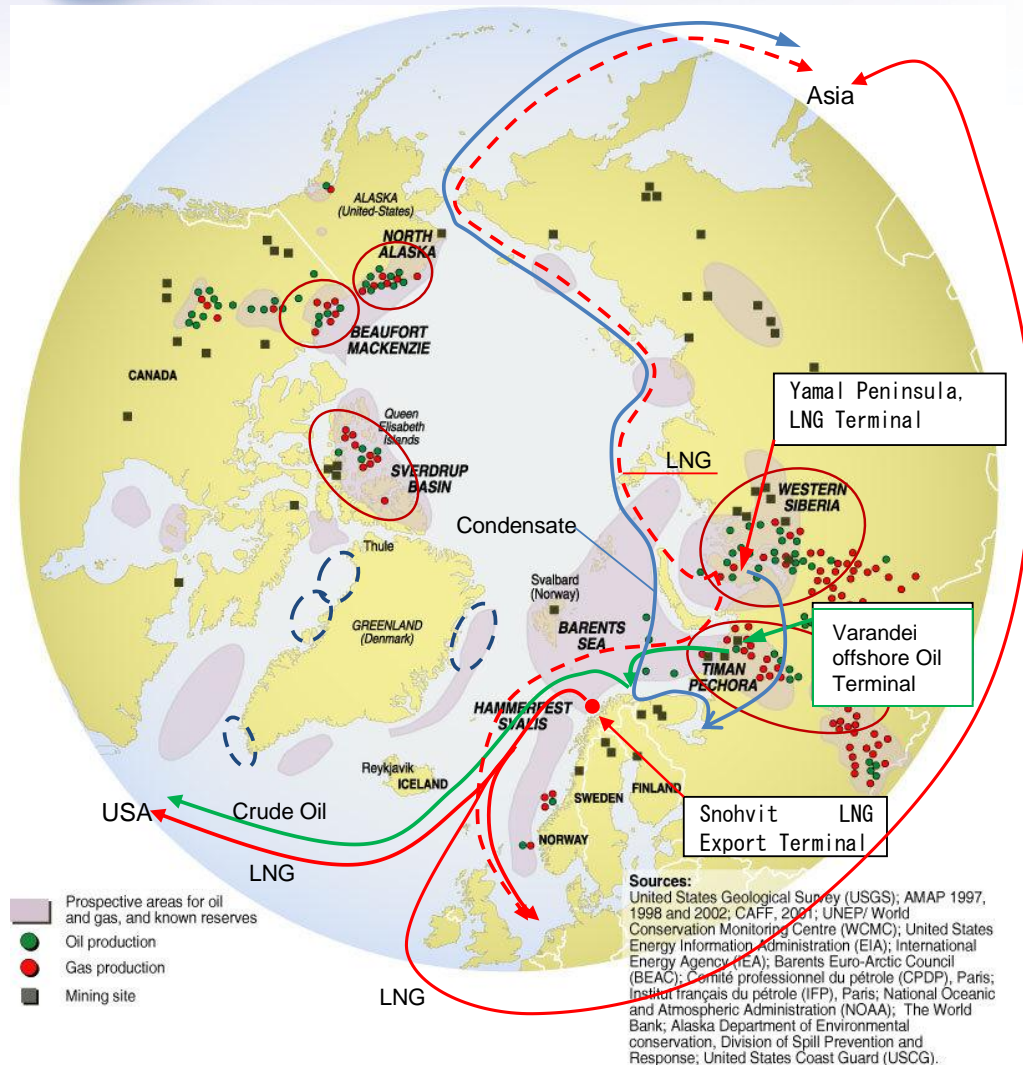 Asia
ALASKA
(United-States)
NORTH
ALASKA
BEAUFORT
MACKENZIE
CANADA
Yamal Peninsula,
LNG Terminal
Queen
Elisabeth
Islands
LNG
SVERDRUP
BASIN
WESTERN
SIBERIA
Condensate
Thule
Svalbard
(Norway)
GREENLAND
(Denmark)
BARENTS
SEA
Varandei
offshore Oil
Terminal
TIMAN
PECHORA
HAMMERFEST
SVALIS
Reykjavik
ICELAND
SWEDEN
FINLAND
USA
Crude Oil
Snohvit LNG
Export Terminal
NORWAY
LNG
Prospective areas for oil
and gas, and known reserves
Oil production
Gas production
Mining site
LNG
Sources:
United States Geological Survey (USGS); AMAP 1997,
1998 and 2002; CAFF, 2001; UNEP/ World
Conservation Monitoring Centre (WCMC); United States
Energy Information Administration (EIA); International
Energy Agency (IEA); Barents Euro-Arctic Council
(BEAC); Comité professionnel du pétrole (CPDP), Paris;
Institut français du pétrole (IFP), Paris; National Oceanic
and Atmospheric Administration (NOAA); The World
Bank; Alaska Department of Environmental
conservation, Division of Spill Prevention and
Response; United States Coast Guard (USCG).